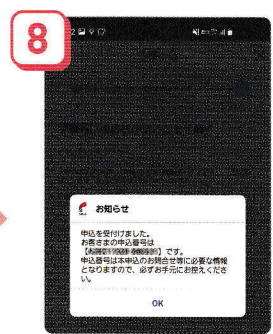 8
お知らせ
申込を受付けました。
お客さまの申込番号は
【】です。
申込番号は本申込のお問合せ等に必要な情報
となりますので、必ずお手元にお控えくださ
い。
OK